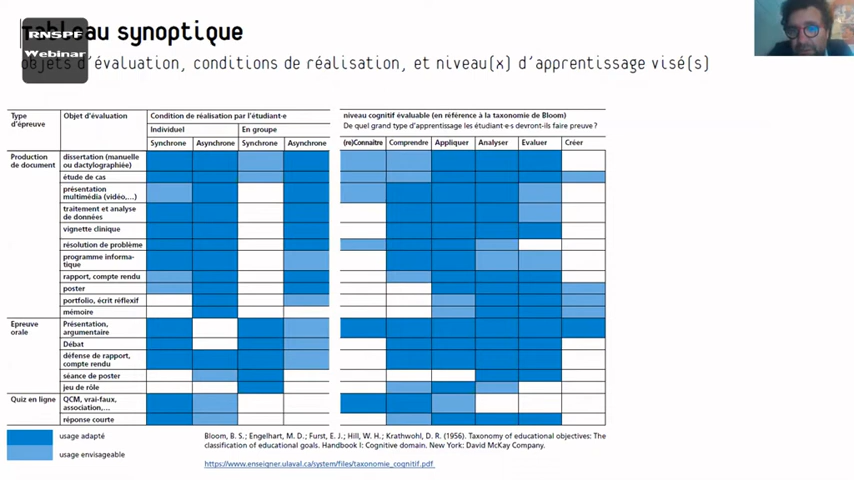 Tableau synoptique
RNSPF
Webinar
objets d'évaluation, conditions de réalisation, et niveau(x) d'apprentissage visé(s)
Type d'épreuve
Objet d'évaluation
Condition de réalisation par l'étudiant·e
niveau cognitif évaluable (en référence à la taxonomie de Bloom)
De quel grand type d'apprentissage les étudiant·e·s devront-ils faire preuve ?
Individuel
En groupe
Synchrone
Asynchrone
Synchrone
Asynchrone
(re)Connaitre
Comprendre
Appliquer
Analyser
Evaluer
Créer
Production de document
dissertation (manuelle
ou dactylographiée)
étude de cas
présentation
multimédia (vidéo,...)
traitement et analyse
de données
vignette clinique
résolution de problème
programme informa-
tique
rapport, compte rendu
poster
portfolio, écrit réflexif
mémoire
Epreuve orale
Présentation,
argumentaire
Débat
défense de rapport,
compte rendu
séance de poster
jeu de rôle
Quiz en ligne
QCM, vrai-faux,
association,...
réponse courte
usage adapté
usage envisageable
Bloom, B. S.; Engelhart, M. D.; Furst, E. J.; Hill, W. H.; Krathwohl, D. R. (1956). Taxonomy of educational objectives: The
classification of educational goals. Handbook I: Cognitive domain. New York: David McKay Company.
https://www.enseigner.ulaval.ca/system/files/taxonomie_cognitif.pdf